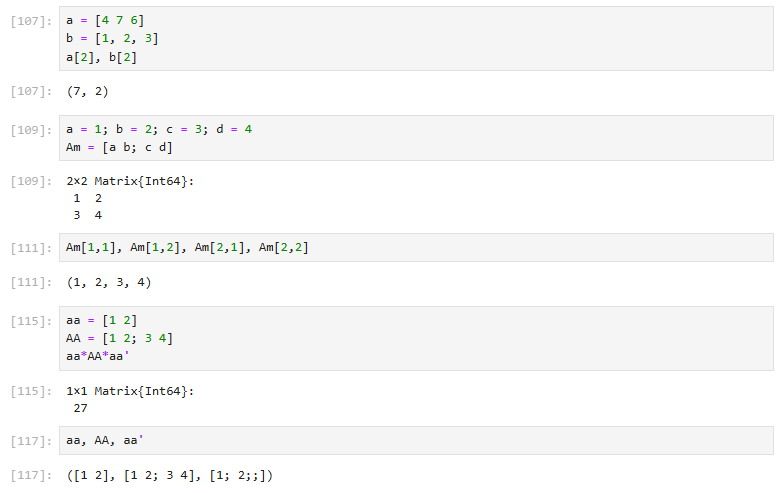 [107]: a = [4 7 6]
b = [1, 2, 3]
a[2], b[2]
[107]: (7, 2)
[109]: a = 1; b = 2; c = 3; d = 4
Am = [a b; c d]
[109]: 2×2 Matrix{Int64}:
1 2
3 4
[111]: Am[1,1], Am[1,2], Am[2,1], Am[2,2]
[111]: (1, 2, 3, 4)
[115]: aa = [1 2]
AA = [1 2; 3 4]
aa*AA*aa'
[115]: 1×1 Matrix{Int64}:
27
[117]: aa, AA, aa'
[117]: ([1 2], [1 2; 3 4], [1; 2;;])